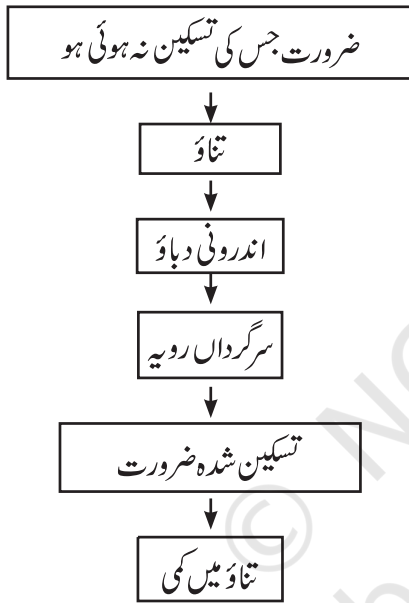 ضرورت جس کی تسکین نہ ہوئی ہو
تناؤ
اندرونی دباؤ
سرگرداں رویہ
تسکین شدہ ضرورت
تناؤ میں کمی